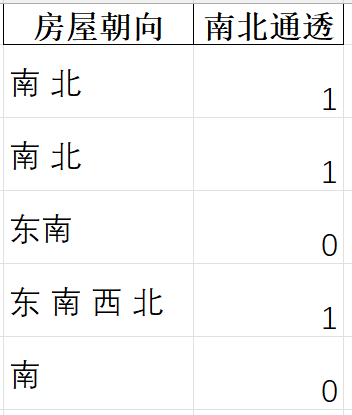 房屋朝向 南北通透
南 北 1
南 北 1
东南 0
东 南 西 北 1
南 0